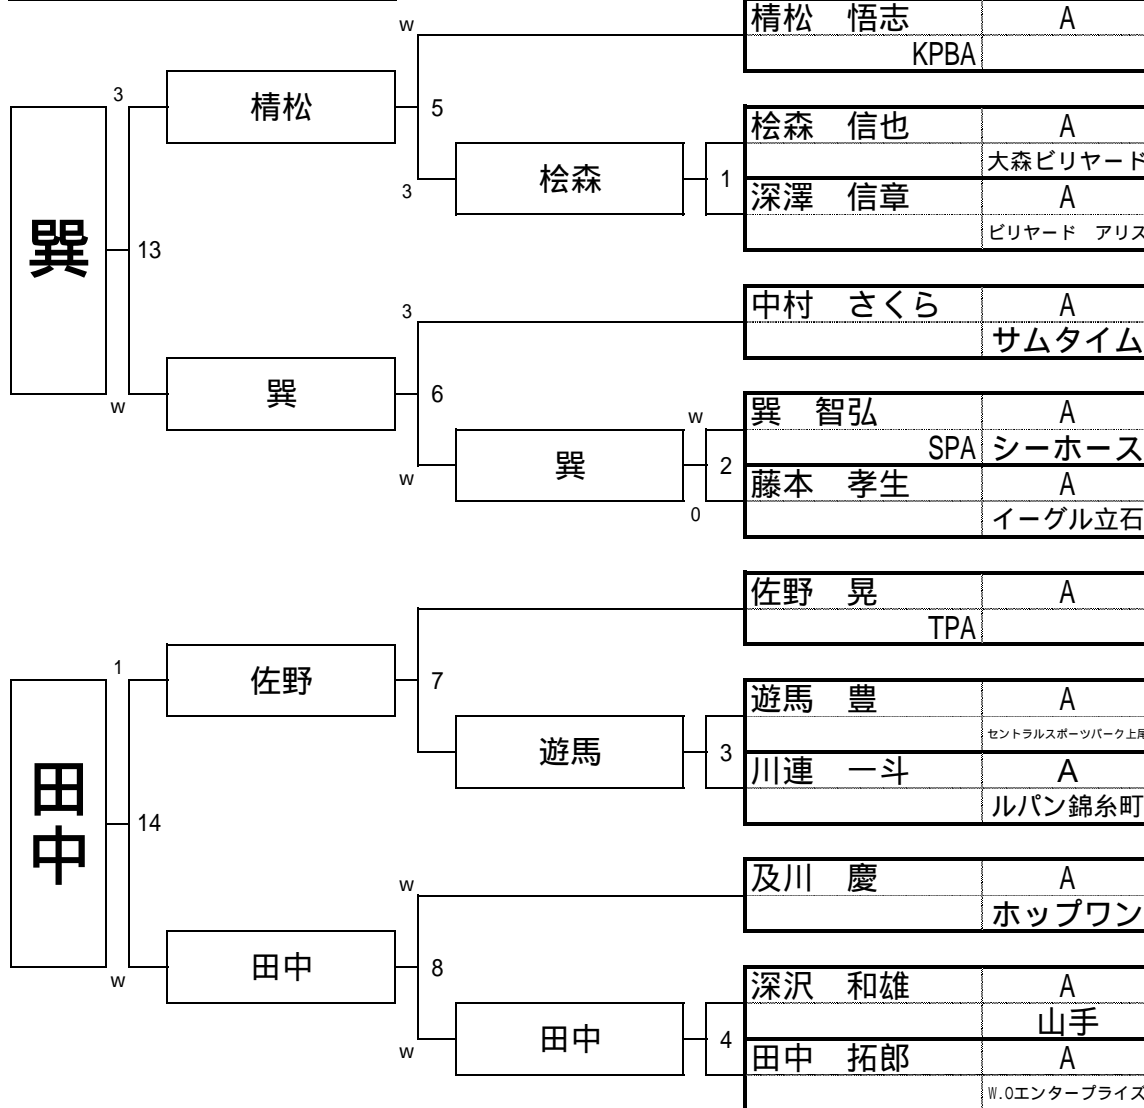 w
楕松　悟志 A
KPBA
3
楕松
5
桧森　信也 A
大森ビリヤード
桧森
1
3
深澤　信章 A
ビリヤード　アリス
巽
13
3
中村　さくら A
サムタイム
巽
w
6
巽　智弘 A
w
SPA シーホース
巽
2
w
藤本　孝生 A
0
イーグル立石
佐野　晃 A
TPA
1
佐野
7
遊馬　豊 A
セントラルスポーツパーク上尾
遊馬
3
川連　一斗 A
ルパン錦糸町
田中
14
w
及川　慶 A
ホップワン
田中
8
w
深沢　和雄 A
山手
田中
4
w
田中　拓郎 A
W.Oエンタープライズ